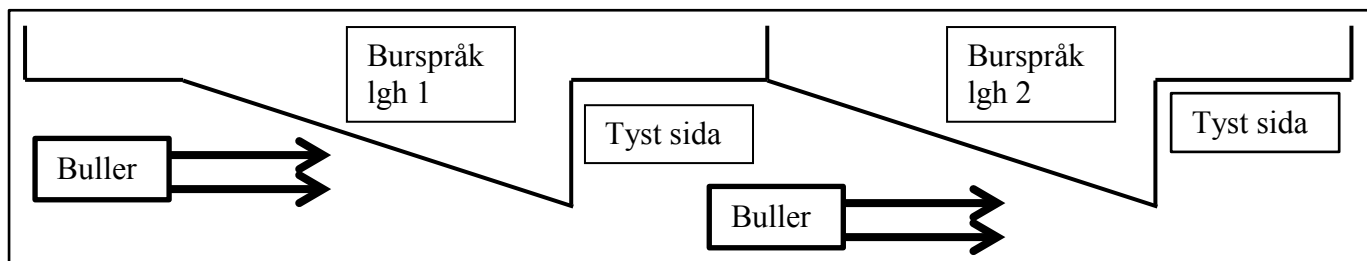 Burspråk
lgh 1
Burspråk
lgh 2
Tyst sida
Tyst sida
Buller
Buller